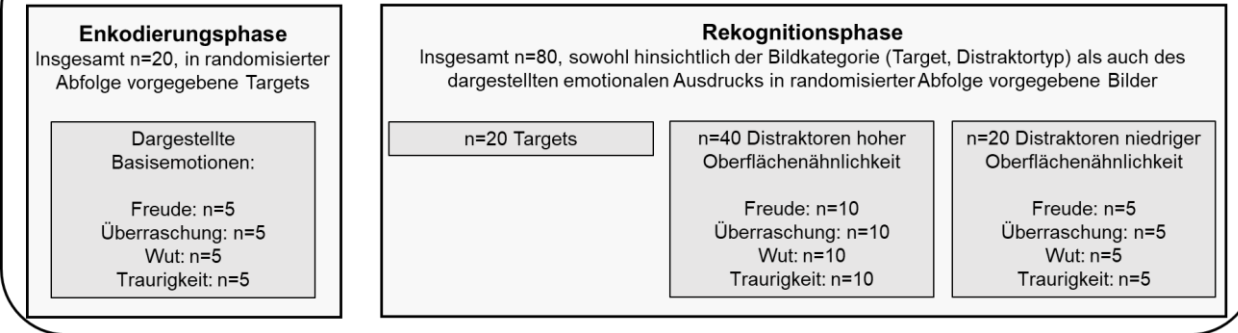 Enkodierungsphase
Insgesamt n=20, in randomisierter
Abfolge vorgegebene Targets
Dargestellte
Basisemotionen:
Freude: n=5
Überraschung: n=5
Wut: n=5
Traurigkeit: n=5
Rekognitionsphase
Insgesamt n=80, sowohl hinsichtlich der Bildkategorie (Target, Distraktortyp) als auch des
dargestellten emotionalen Ausdrucks in randomisierter Abfolge vorgegebene Bilder
n=20 Targets
n=40 Distraktoren hoher
Oberflächenähnlichkeit
Freude: n=10
Überraschung: n=10
Wut: n=10
Traurigkeit: n=10
n=20 Distraktoren niedriger
Oberflächenähnlichkeit
Freude: n=5
Überraschung: n=5
Wut: n=5
Traurigkeit: n=5